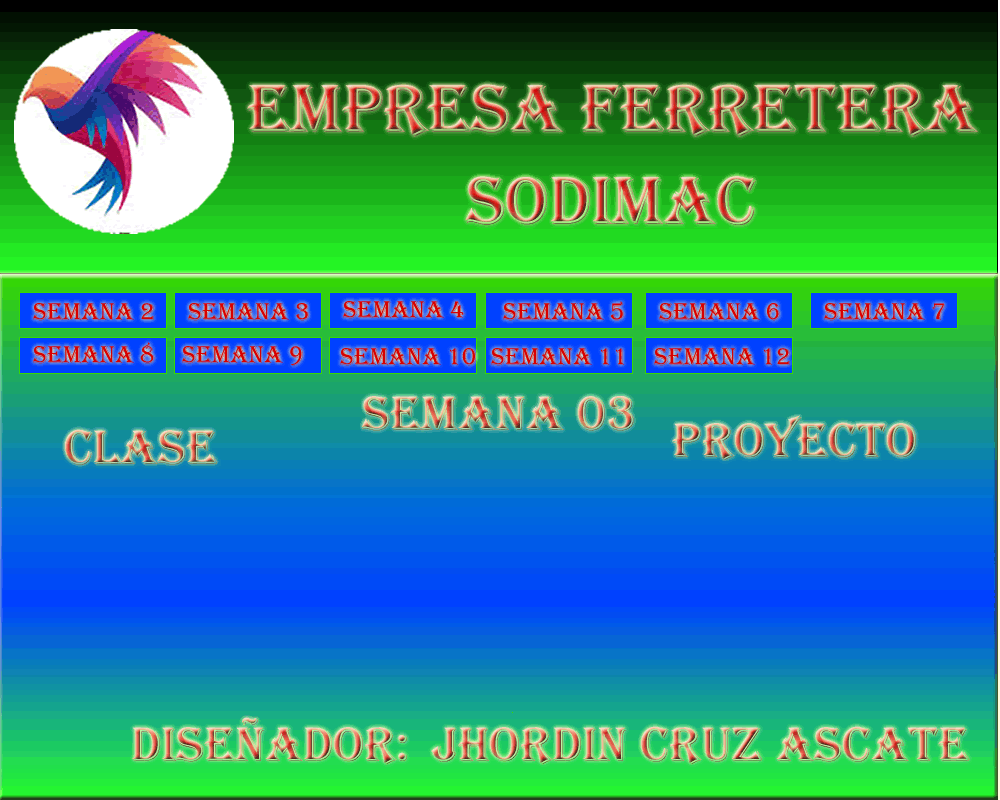 EMPRESA FERRETERA
SODIMAC
SEMANA 2 SEMANA 3 SEMANA 4 SEMANA 5 SEMANA 6 SEMANA 7
SEMANA 8 SEMANA 9 SEMANA 10 SEMANA 11 SEMANA 12
SEMANA 03
CLASE PROYECTO
DISEÑADOR: JHORDIN CRUZ ASCATE